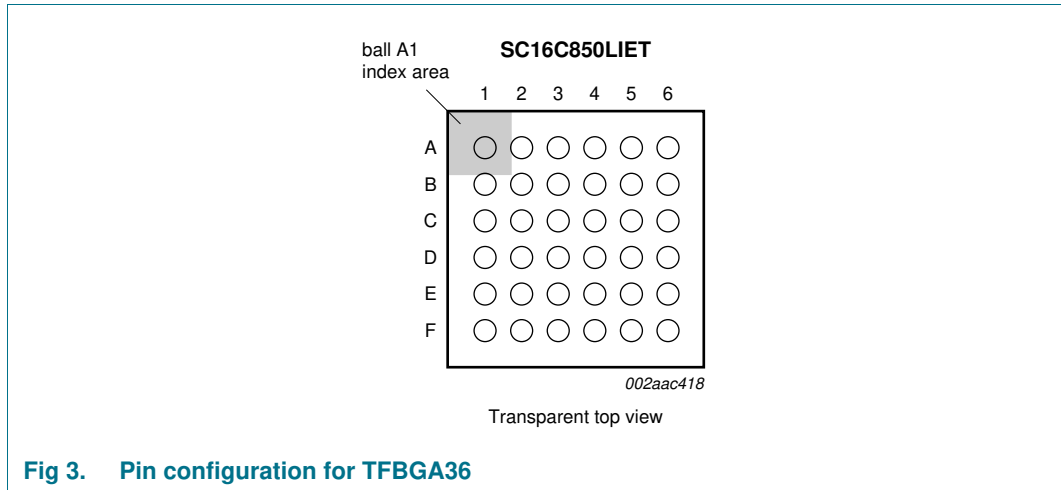 ball A1
index area
SC16C850LIET
1 2 3 4 5 6
A
B
C
D
E
F
002aac418
Transparent top view
Fig 3. Pin configuration for TFBGA36